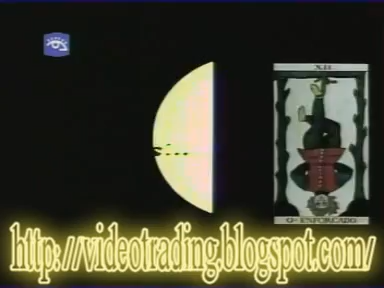 XII
s
O ENFORCADO
http://videotrading.blogspot.com/